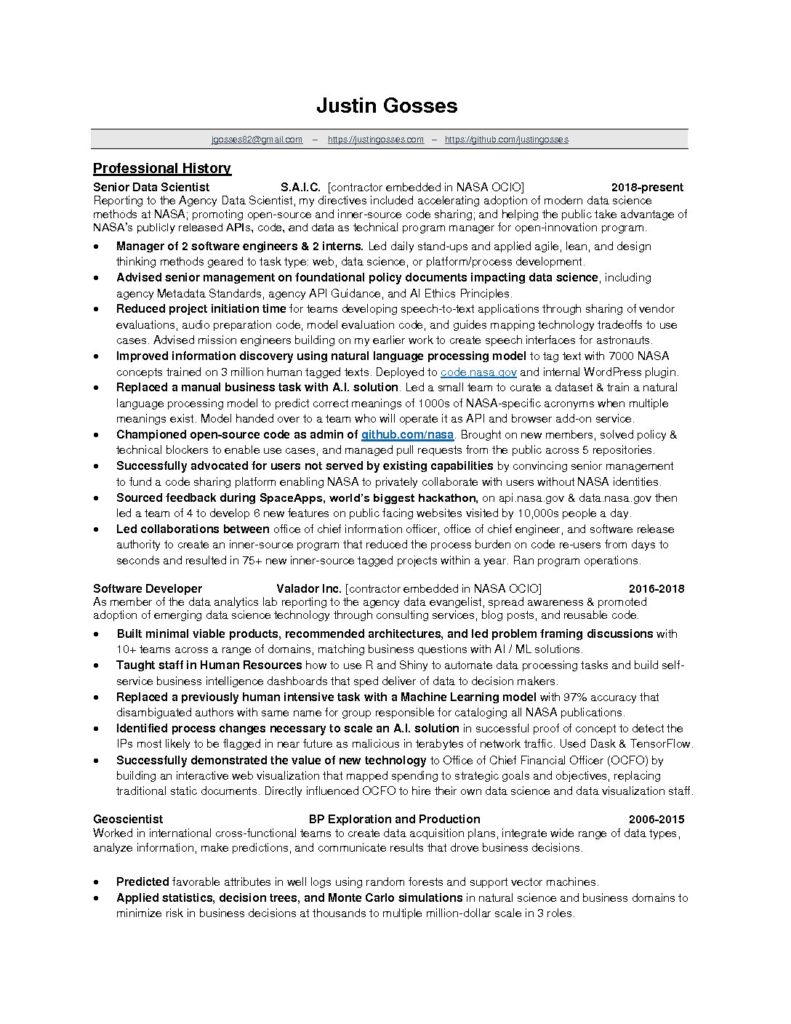 Justin Gosses
jgosses82@gmail.com – https://justingosses.com – https://github.com/justingosses
Professional History
Senior Data Scientist S.A.I.C. [contractor embedded in NASA OCIO] 2018-present
Reporting to the Agency Data Scientist, my directives included accelerating adoption of modern data science
methods at NASA; promoting open-source and inner-source code sharing; and helping the public take advantage of
NASA's publicly released APIs, code, and data as technical program manager for open-innovation program.
• Manager of 2 software engineers & 2 interns. Led daily stand-ups and applied agile, lean, and design
thinking methods geared to task type: web, data science, or platform/process development.
• Advised senior management on foundational policy documents impacting data science, including
agency Metadata Standards, agency API Guidance, and AI Ethics Principles.
• Reduced project initiation time for teams developing speech-to-text applications through sharing of vendor
evaluations, audio preparation code, model evaluation code, and guides mapping technology tradeoffs to use
cases. Advised mission engineers building on my earlier work to create speech interfaces for astronauts.
• Improved information discovery using natural language processing model to tag text with 7000 NASA
concepts trained on 3 million human tagged texts. Deployed to code.nasa.gov and internal WordPress plugin.
• Replaced a manual business task with A.I. solution. Led a small team to curate a dataset & train a natural
language processing model to predict correct meanings of 1000s of NASA-specific acronyms when multiple
meanings exist. Model handed over to a team who will operate it as API and browser add-on service.
• Championed open-source code as admin of github.com/nasa. Brought on new members, solved policy &
technical blockers to enable use cases, and managed pull requests from the public across 5 repositories.
• Successfully advocated for users not served by existing capabilities by convincing senior management
to fund a code sharing platform enabling NASA to privately collaborate with users without NASA identities.
• Sourced feedback during SpaceApps, world's biggest hackathon, on api.nasa.gov & data.nasa.gov then
led a team of 4 to develop 6 new features on public facing websites visited by 10,000s people a day.
• Led collaborations between office of chief information officer, office of chief engineer, and software release
authority to create an inner-source program that reduced the process burden on code re-users from days to
seconds and resulted in 75+ new inner-source tagged projects within a year. Ran program operations.
Software Developer Valador Inc. [contractor embedded in NASA OCIO] 2016-2018
As member of the data analytics lab reporting to the agency data evangelist, spread awareness & promoted
adoption of emerging data science technology through consulting services, blog posts, and reusable code.
• Built minimal viable products, recommended architectures, and led problem framing discussions with
10+ teams across a range of domains, matching business questions with AI / ML solutions.
• Taught staff in Human Resources how to use R and Shiny to automate data processing tasks and build self-
service business intelligence dashboards that sped deliver of data to decision makers.
• Replaced a previously human intensive task with a Machine Learning model with 97% accuracy that
disambiguated authors with same name for group responsible for cataloging all NASA publications.
• Identified process changes necessary to scale an A.I. solution in successful proof of concept to detect the
IPs most likely to be flagged in near future as malicious in terabytes of network traffic. Used Dask & TensorFlow.
• Successfully demonstrated the value of new technology to Office of Chief Financial Officer (OCFO) by
building an interactive web visualization that mapped spending to strategic goals and objectives, replacing
traditional static documents. Directly influenced OCFO to hire their own data science and data visualization staff.
Geoscientist BP Exploration and Production 2006-2015
Worked in international cross-functional teams to create data acquisition plans, integrate wide range of data types,
analyze information, make predictions, and communicate results that drove business decisions.
• Predicted favorable attributes in well logs using random forests and support vector machines.
• Applied statistics, decision trees, and Monte Carlo simulations in natural science and business domains to
minimize risk in business decisions at thousands to multiple million-dollar scale in 3 roles.